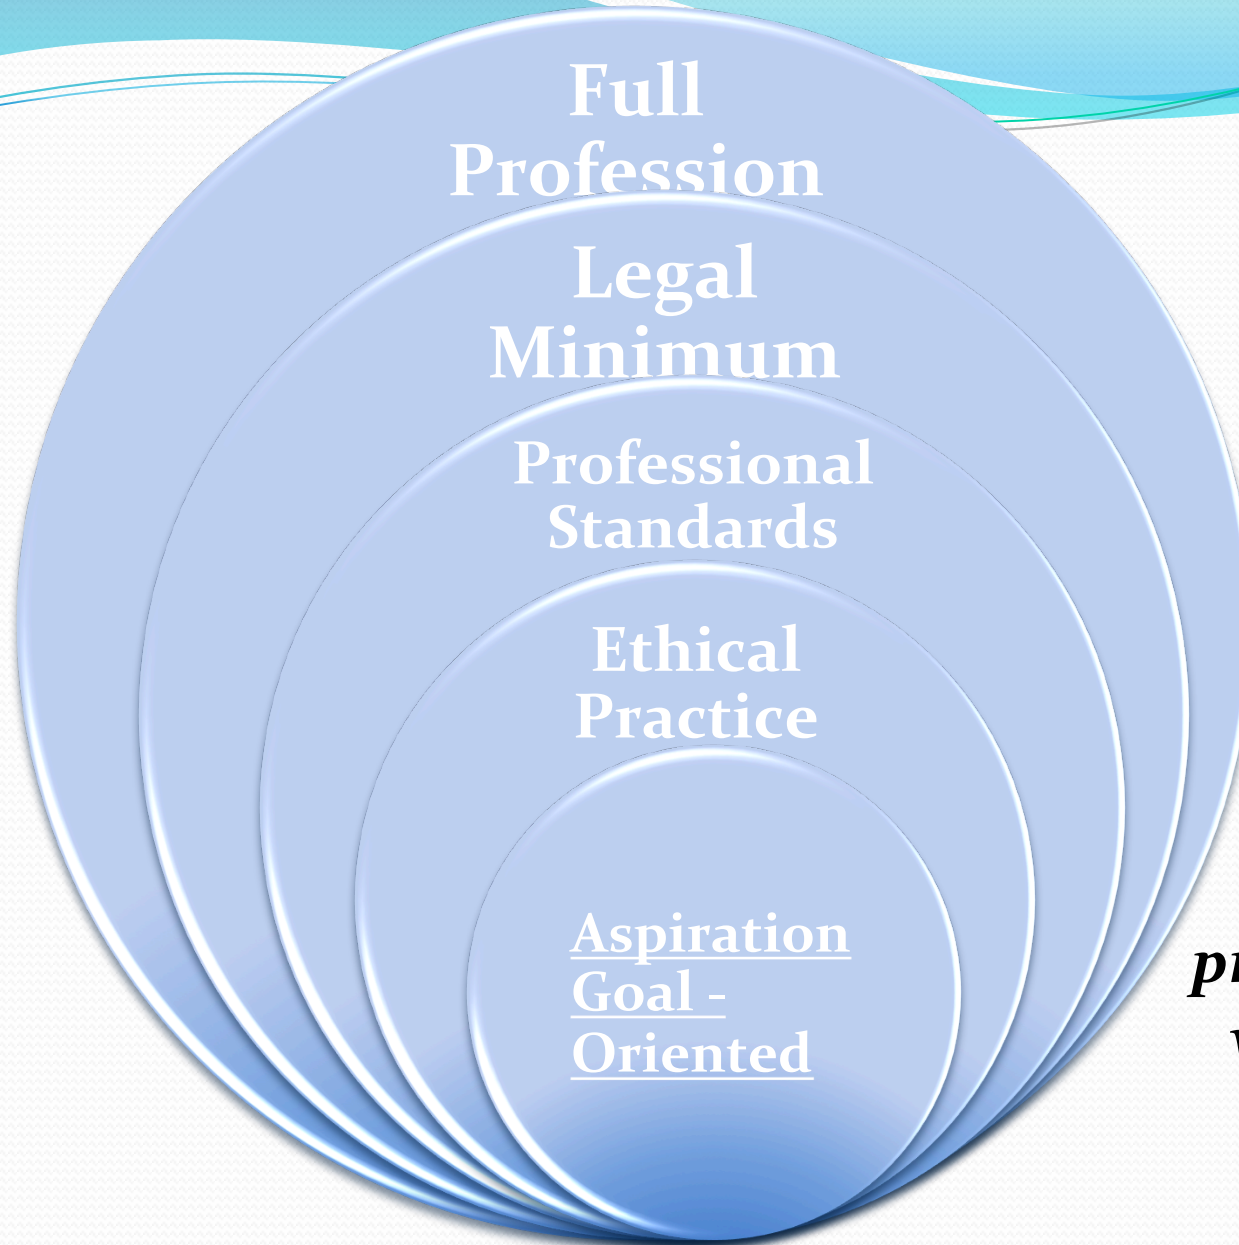 Full
Profession
Legal
Minimum
Professional
Standards
Ethical
Practice
Aspiration
Goal -
Oriented